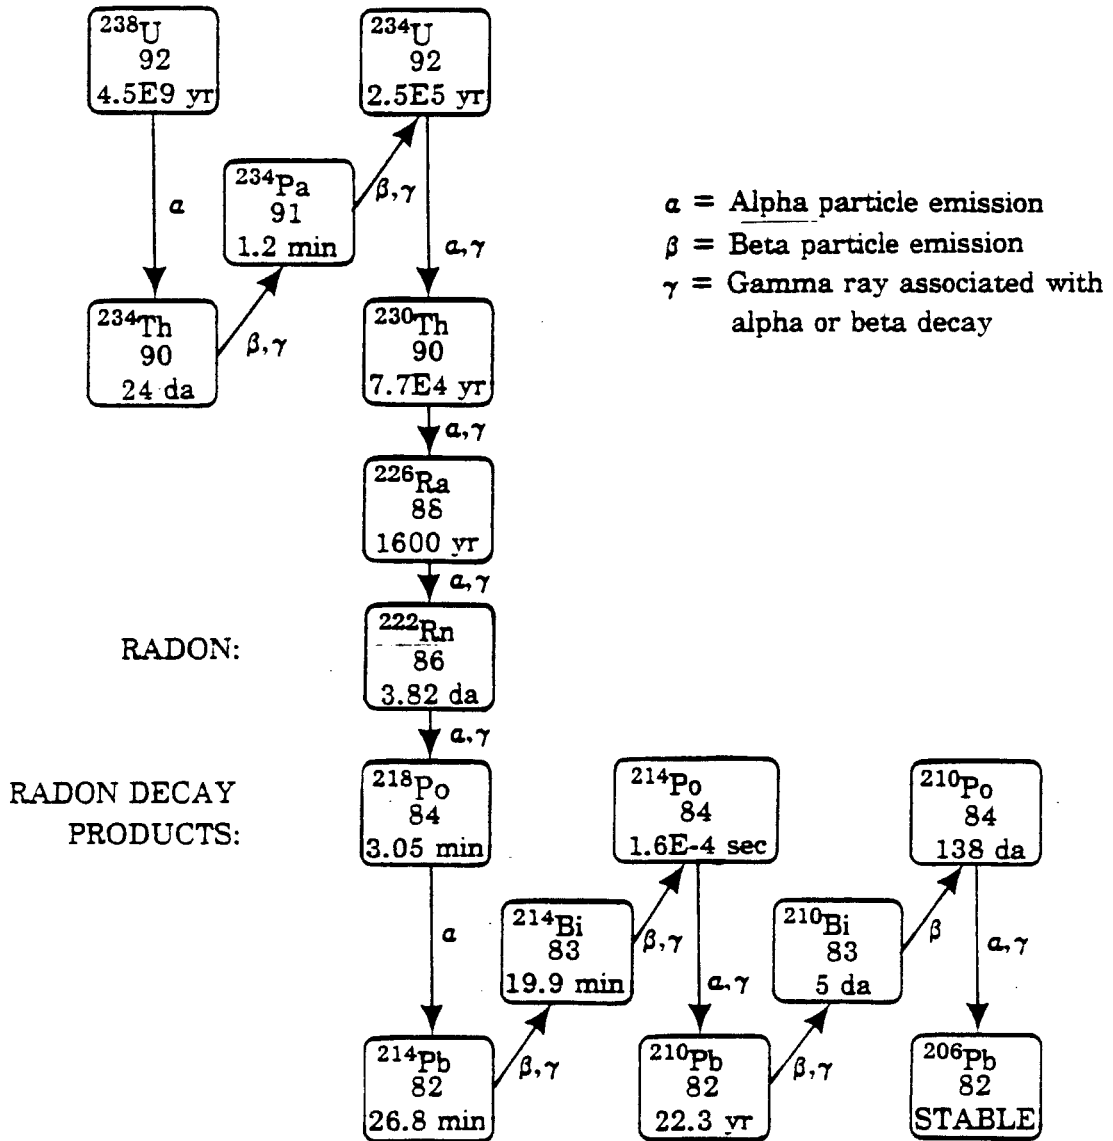 238U
92
4.5E9 yr
234U
92
2.5E5 yr
α
234Pa
91
1.2 min
β,γ
α,γ
α = Alpha particle emission
β = Beta particle emission
γ = Gamma ray associated with
alpha or beta decay
234Th
90
24 da
β,γ
230Th
90
7.7E4 yr
α,γ
226Ra
88
1600 yr
α,γ
RADON:
222Rn
86
3.82 da
α,γ
RADON DECAY
PRODUCTS:
218Po
84
3.05 min
214Po
84
1.6E-4 sec
210Po
84
138 da
α
214Bi
83
19.9 min
β,γ
α,γ
210Bi
83
5 da
β
α,γ
214Pb
82
26.8 min
β,γ
210Pb
82
22.3 yr
β,γ
206Pb
82
STABLE